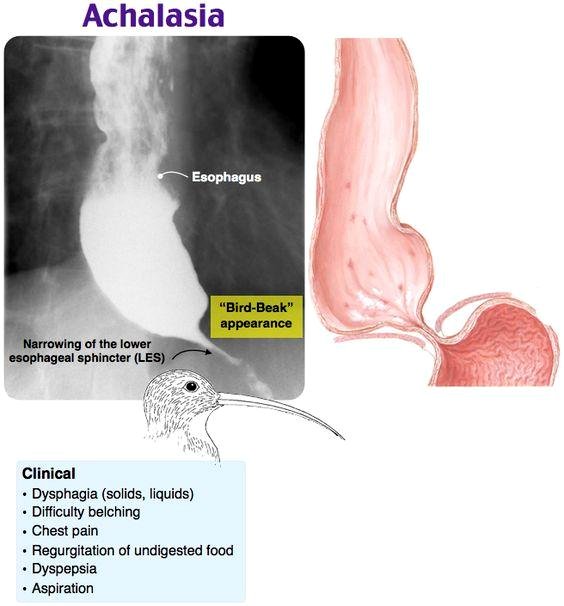 Achalasia
Esophagus
"Bird-Beak"
appearance
Narrowing of the lower
esophageal sphincter (LES)
Clinical
• Dysphagia (solids, liquids)
• Difficulty belching
• Chest pain
• Regurgitation of undigested food
• Dyspepsia
• Aspiration